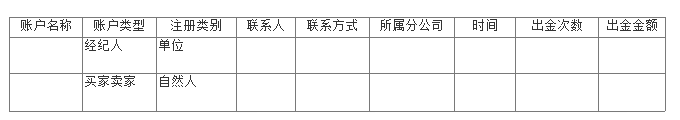 账户名称 账户类型 注册类别 联系人 联系方式 所属分公司 时间 出金次数 出金金额
经纪人 单位
买家卖家 自然人